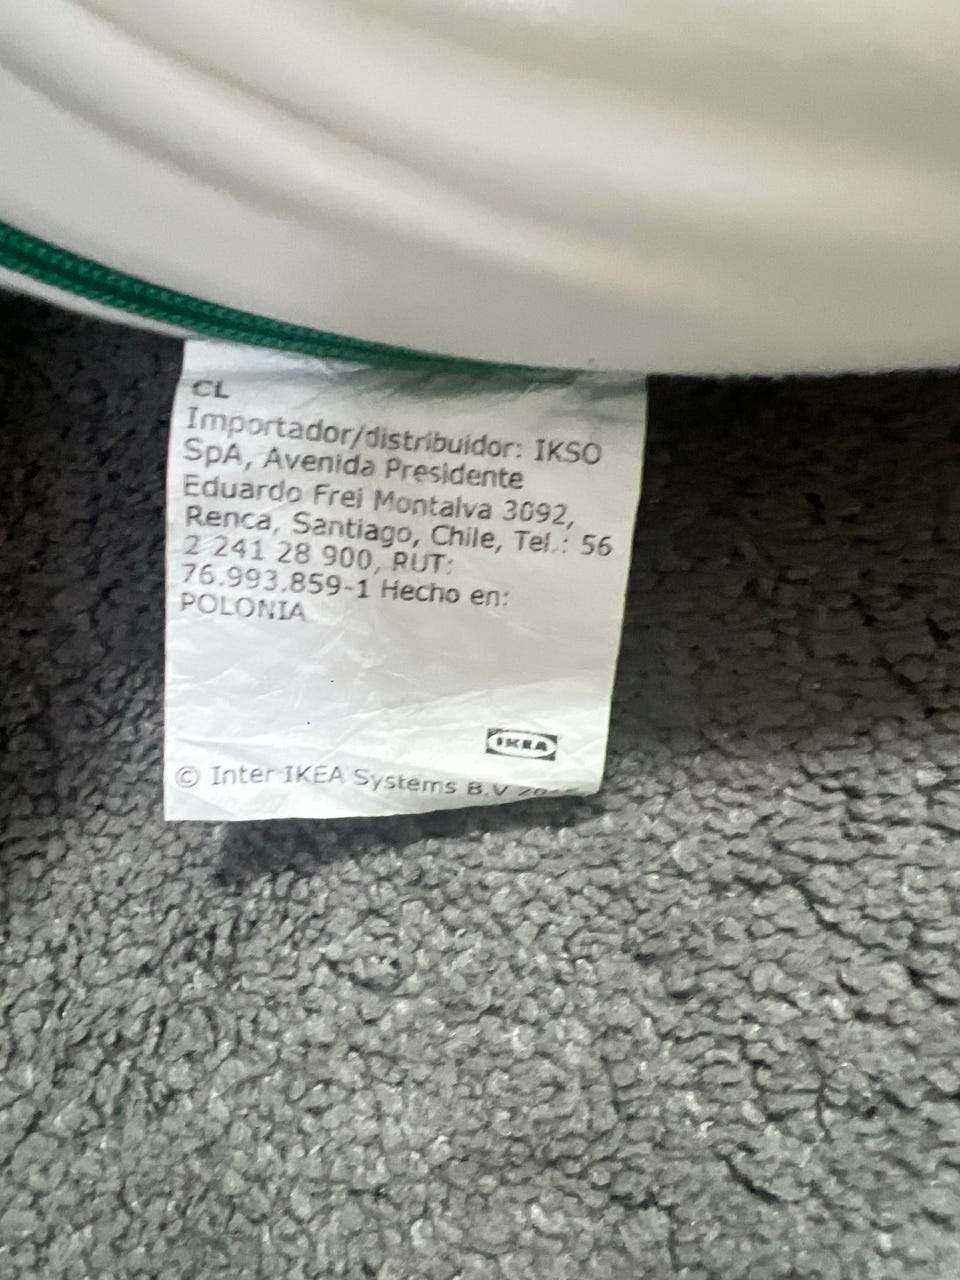 CL
Importador/distribuidor: IKSO
SpA, Avenida Presidente
Eduardo Frei Montalva 3092,
Renca, Santiago, Chile, Tel.: 56
2 241 28 900, RUT:
76.993.859-1 Hecho en:
POLONIA
IKEA
© Inter IKEA Systems B.V